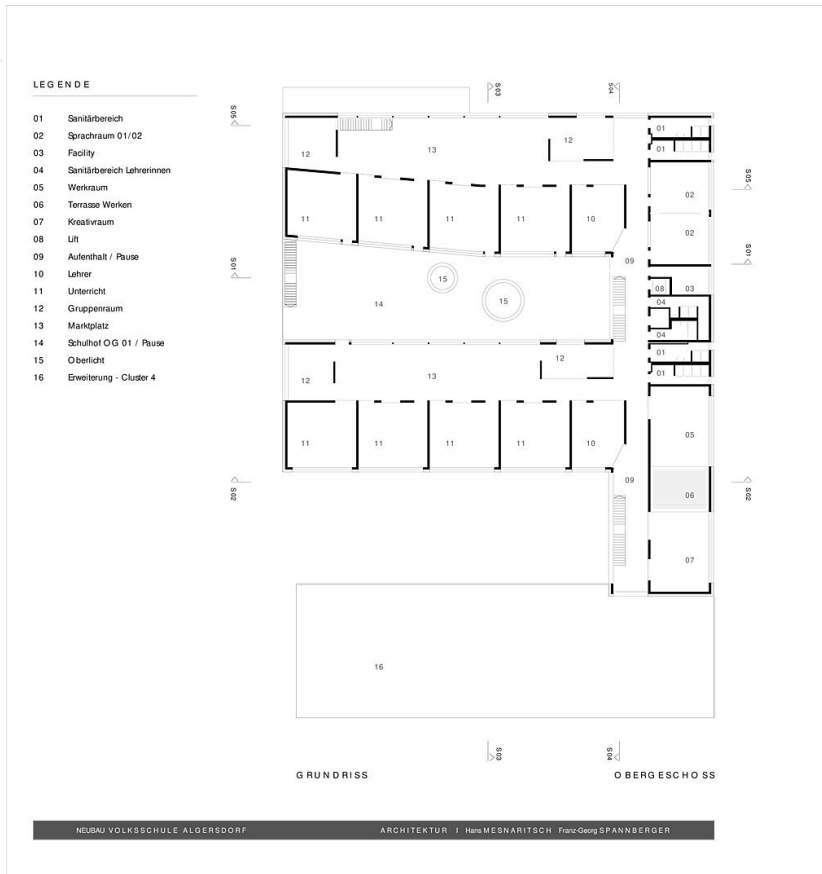 LEGENDE
01 Sanitärbereich
02 Sprachraum 01/02
03 Facility
04 Sanitärbereich Lehrerinnen
05 Werkraum
06 Terrasse Werken
07 Kreativraum
08 Lift
09 Aufenthalt / Pause
10 Lehrer
11 Unterricht
12 Gruppenraum
13 Marktplatz
14 Schulhof OG 01 / Pause
15 Oberlicht
16 Erweiterung - Cluster 4
S03 S04
S05
01
12 13 12
01
S05
02
11 11 11 11 10
02
S01 S01
09
15
08 03
14 15
04
04
01
12
13
01
12
05
11 11 11 11 10
09
S02 S02
06
07
16
S03 S04
GRUNDRISS OBERGESCHOSS
NEUBAU VOLKSSCHULE ALGERSDORF ARCHITEKTUR I Hans MESNARITSCH Franz-Georg SPANNBERGER